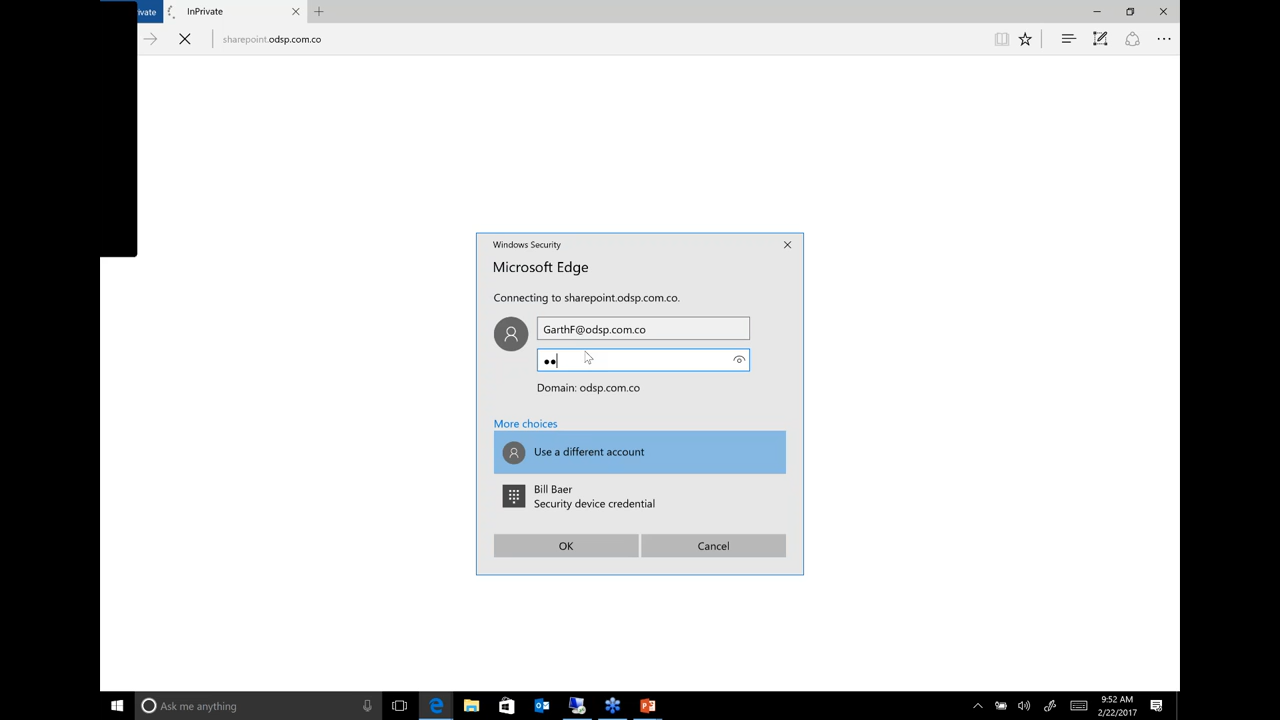 vate
InPrivate
sharepoint.odsp.com.co
Windows Security
Microsoft Edge
Connecting to sharepoint.odsp.com.co.
GarthF@odsp.com.co
Domain: odsp.com.co
More choices
Use a different account
Bill Baer
Security device credential
OK
Cancel
Ask me anything
9:52 AM
2/22/2017